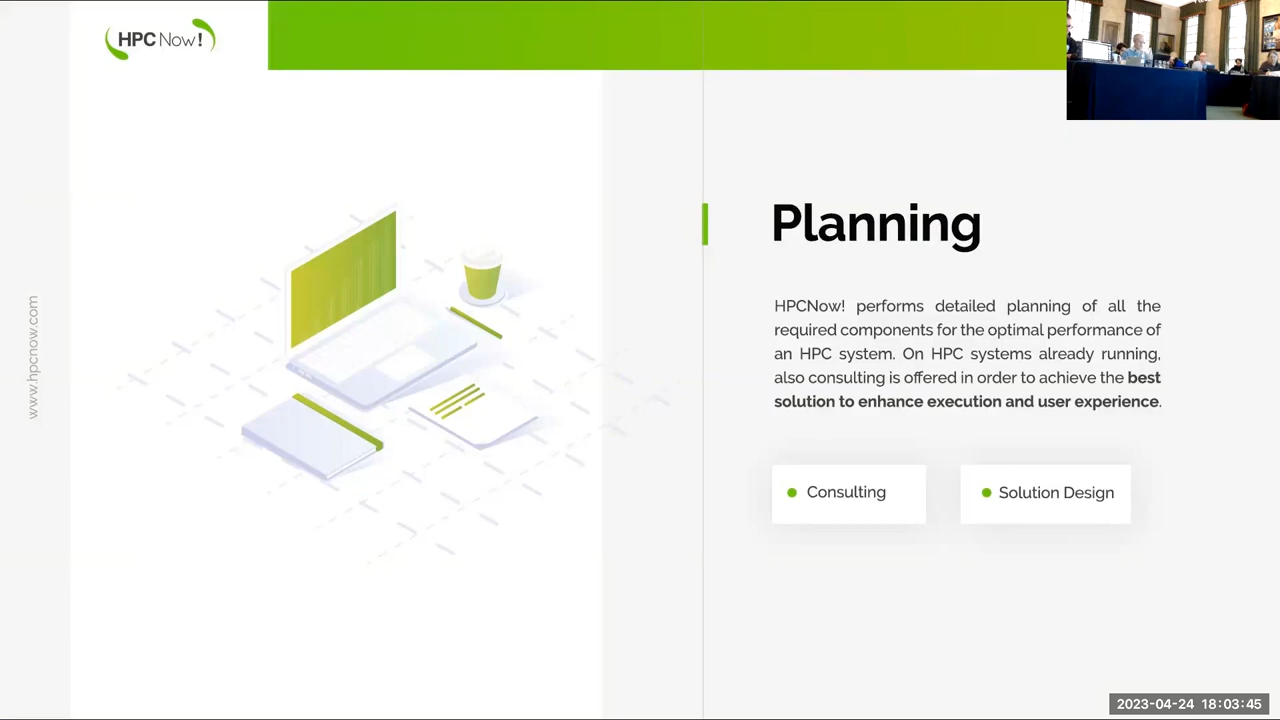 HPCNow!
www.hpcnow.com
Planning
HPCNow! performs detailed planning of all the
required components for the optimal performance of
an HPC system. On HPC systems already running,
also consulting is offered in order to achieve the best
solution to enhance execution and user experience.
Consulting
Solution Design
2023-04-24 18:03:45